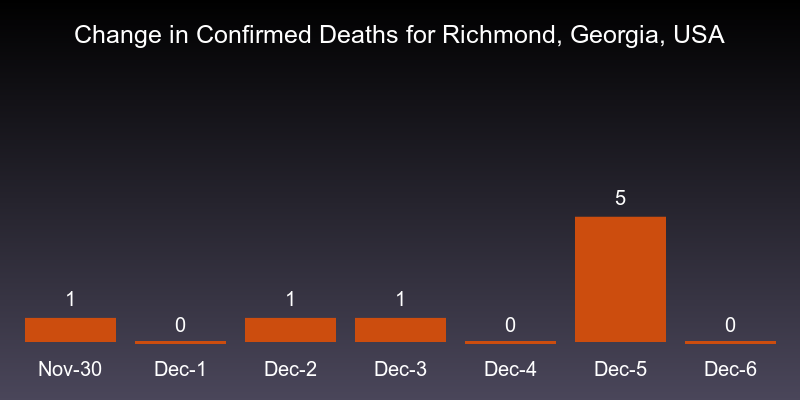 Change in Confirmed Deaths for Richmond, Georgia, USA
5
1 0 1 1 0 0
Nov-30 Dec-1 Dec-2 Dec-3 Dec-4 Dec-5 Dec-6